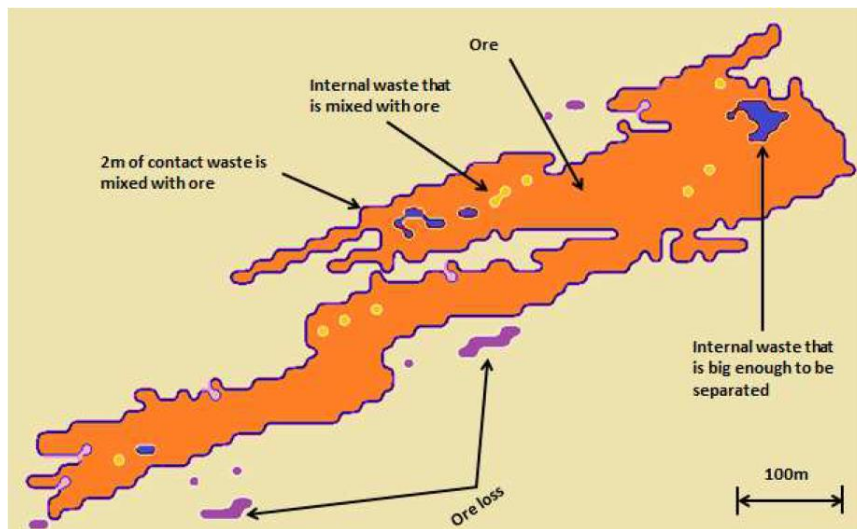 Ore
Internal waste that
is mixed with ore
2m of contact waste is
mixed with ore
Internal waste that
is big enough to be
separated
100m
Ore loss